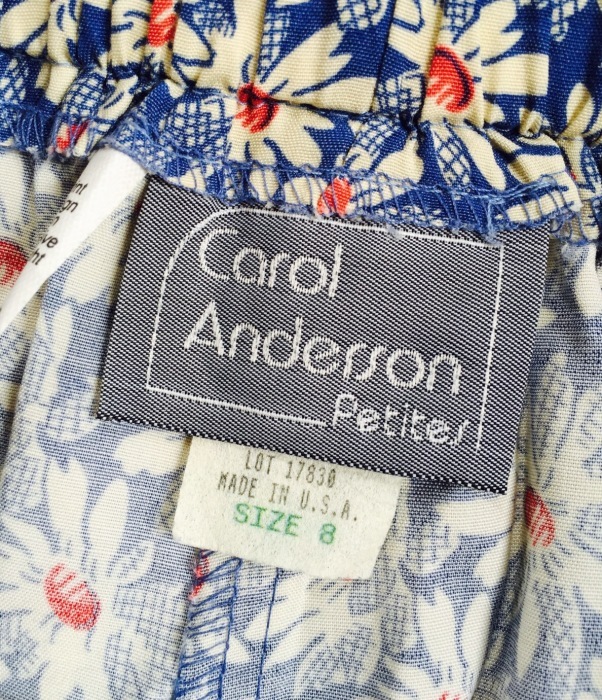 Carol
Anderson
Petites
LOT 17830
MADE IN U.S.A.
SIZE 8